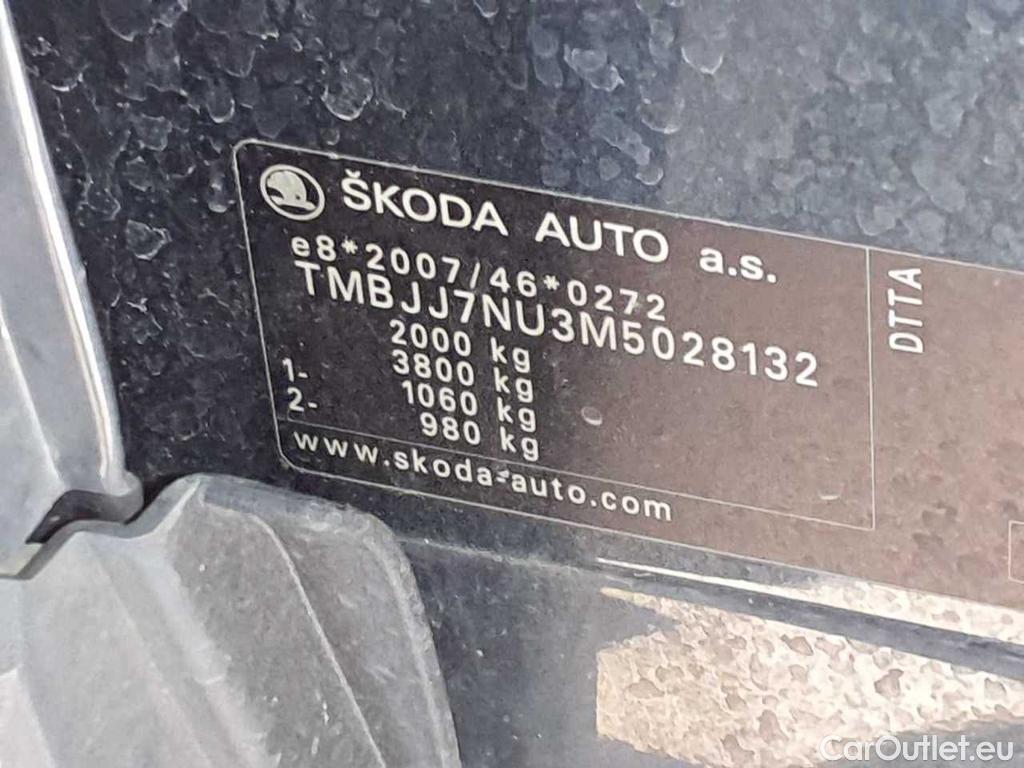 ŠKODA AUTO a.s.
e8*2007/46*0272
TMBJJ7NU3M5028132
2000 kg
3800 kg
1- 1060 kg
2- 980 kg
www.skoda-auto.com
DTTA
CarOutlet.eu